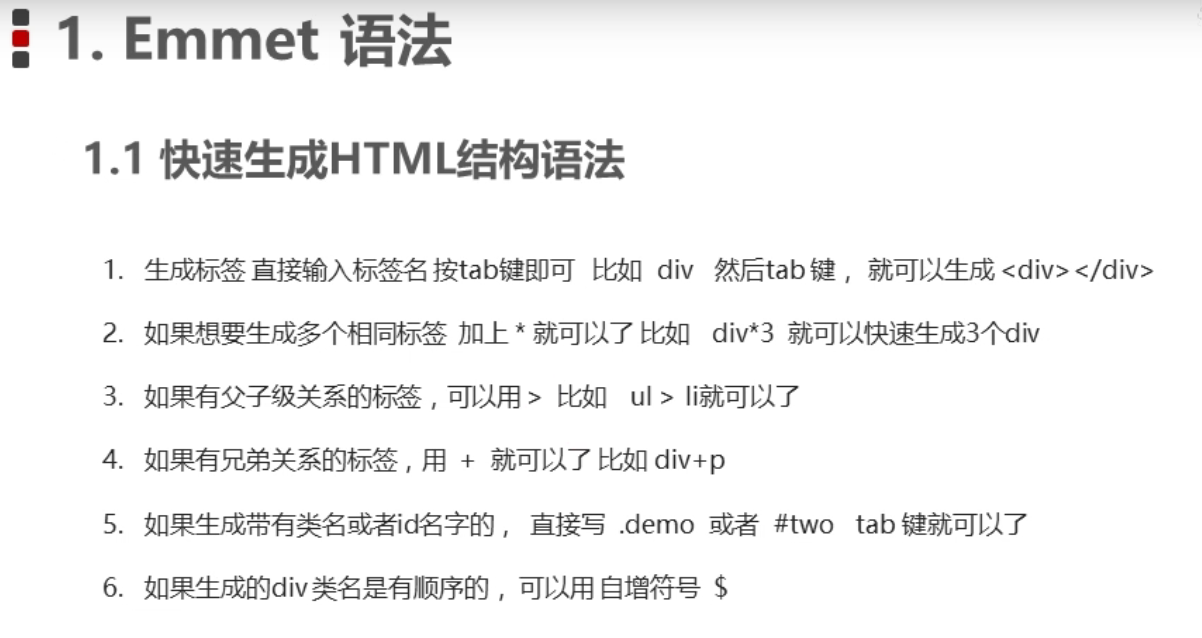 1. Emmet 语法
1.1 快速生成HTML结构语法
1. 生成标签 直接输入标签名 按tab键即可 比如 div 然后tab 键， 就可以生成 <div></div>
2. 如果想要生成多个相同标签 加上 * 就可以了 比如 div*3 就可以快速生成3个div
3. 如果有父子级关系的标签，可以用 > 比如 ul > li就可以了
4. 如果有兄弟关系的标签，用 + 就可以了 比如 div+p
5. 如果生成带有类名或者id名字的， 直接写 .demo 或者 #two tab 键就可以了
6. 如果生成的div 类名是有顺序的， 可以用 自增符号 $